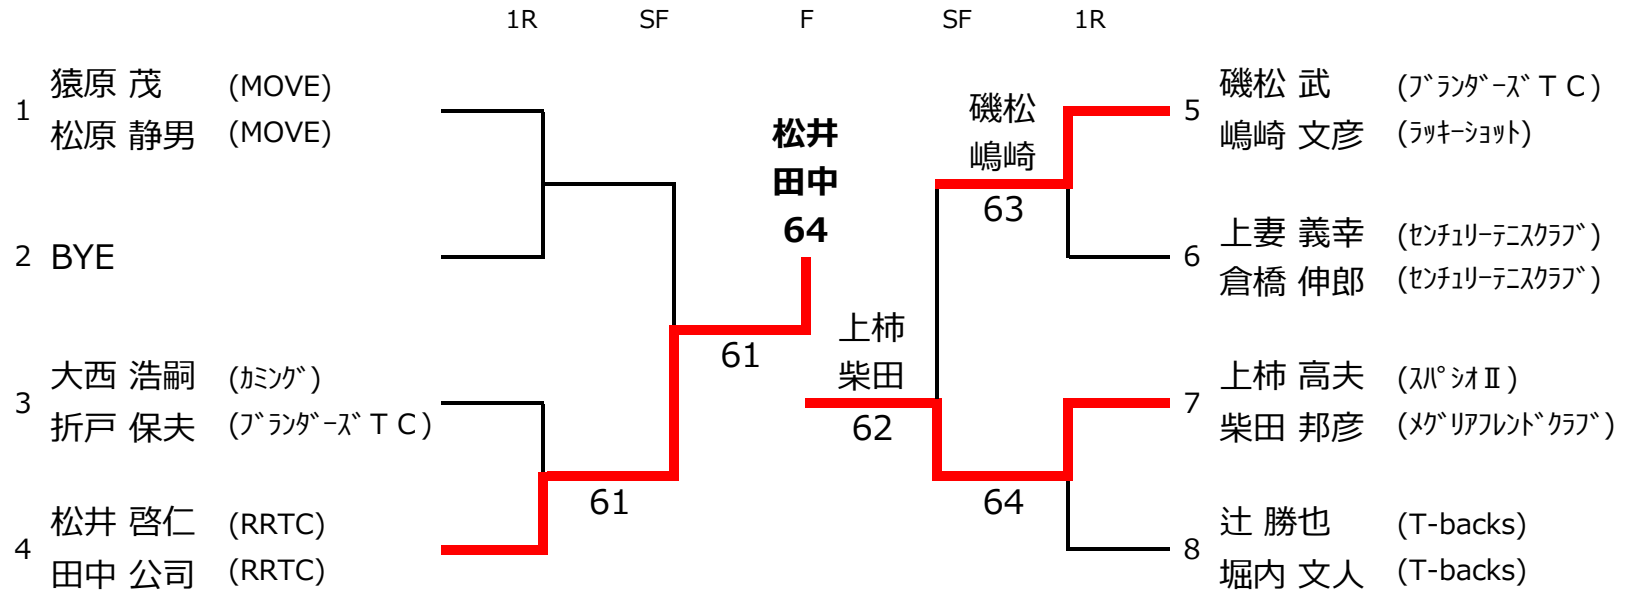 1R SF F SF 1R
1 猿原 茂 (MOVE)
松原 静男 (MOVE)
2 BYE
3 大西 浩嗣 (ｶﾐﾝｸﾞ)
折戸 保夫 (ﾌﾞﾗﾝﾀﾞｰｽﾞＴＣ)
4 松井 啓仁 (RRTC)
田中 公司 (RRTC)
61
61
松井
田中
64
上柿
柴田
62
磯松
嶋崎
63
64
5 磯松 武 (ﾌﾞﾗﾝﾀﾞｰｽﾞＴＣ)
嶋崎 文彦 (ﾗｯｷｰｼｮｯﾄ)
6 上妻 義幸 (ｾﾝﾁｭﾘｰﾃﾆｽｸﾗﾌﾞ)
倉橋 伸郎 (ｾﾝﾁｭﾘｰﾃﾆｽｸﾗﾌﾞ)
7 上柿 高夫 (ｽﾊﾟｼｵⅡ)
柴田 邦彦 (ﾒｸﾞﾘｱﾌﾚﾝﾄﾞｸﾗﾌﾞ)
8 辻 勝也 (T-backs)
堀内 文人 (T-backs)